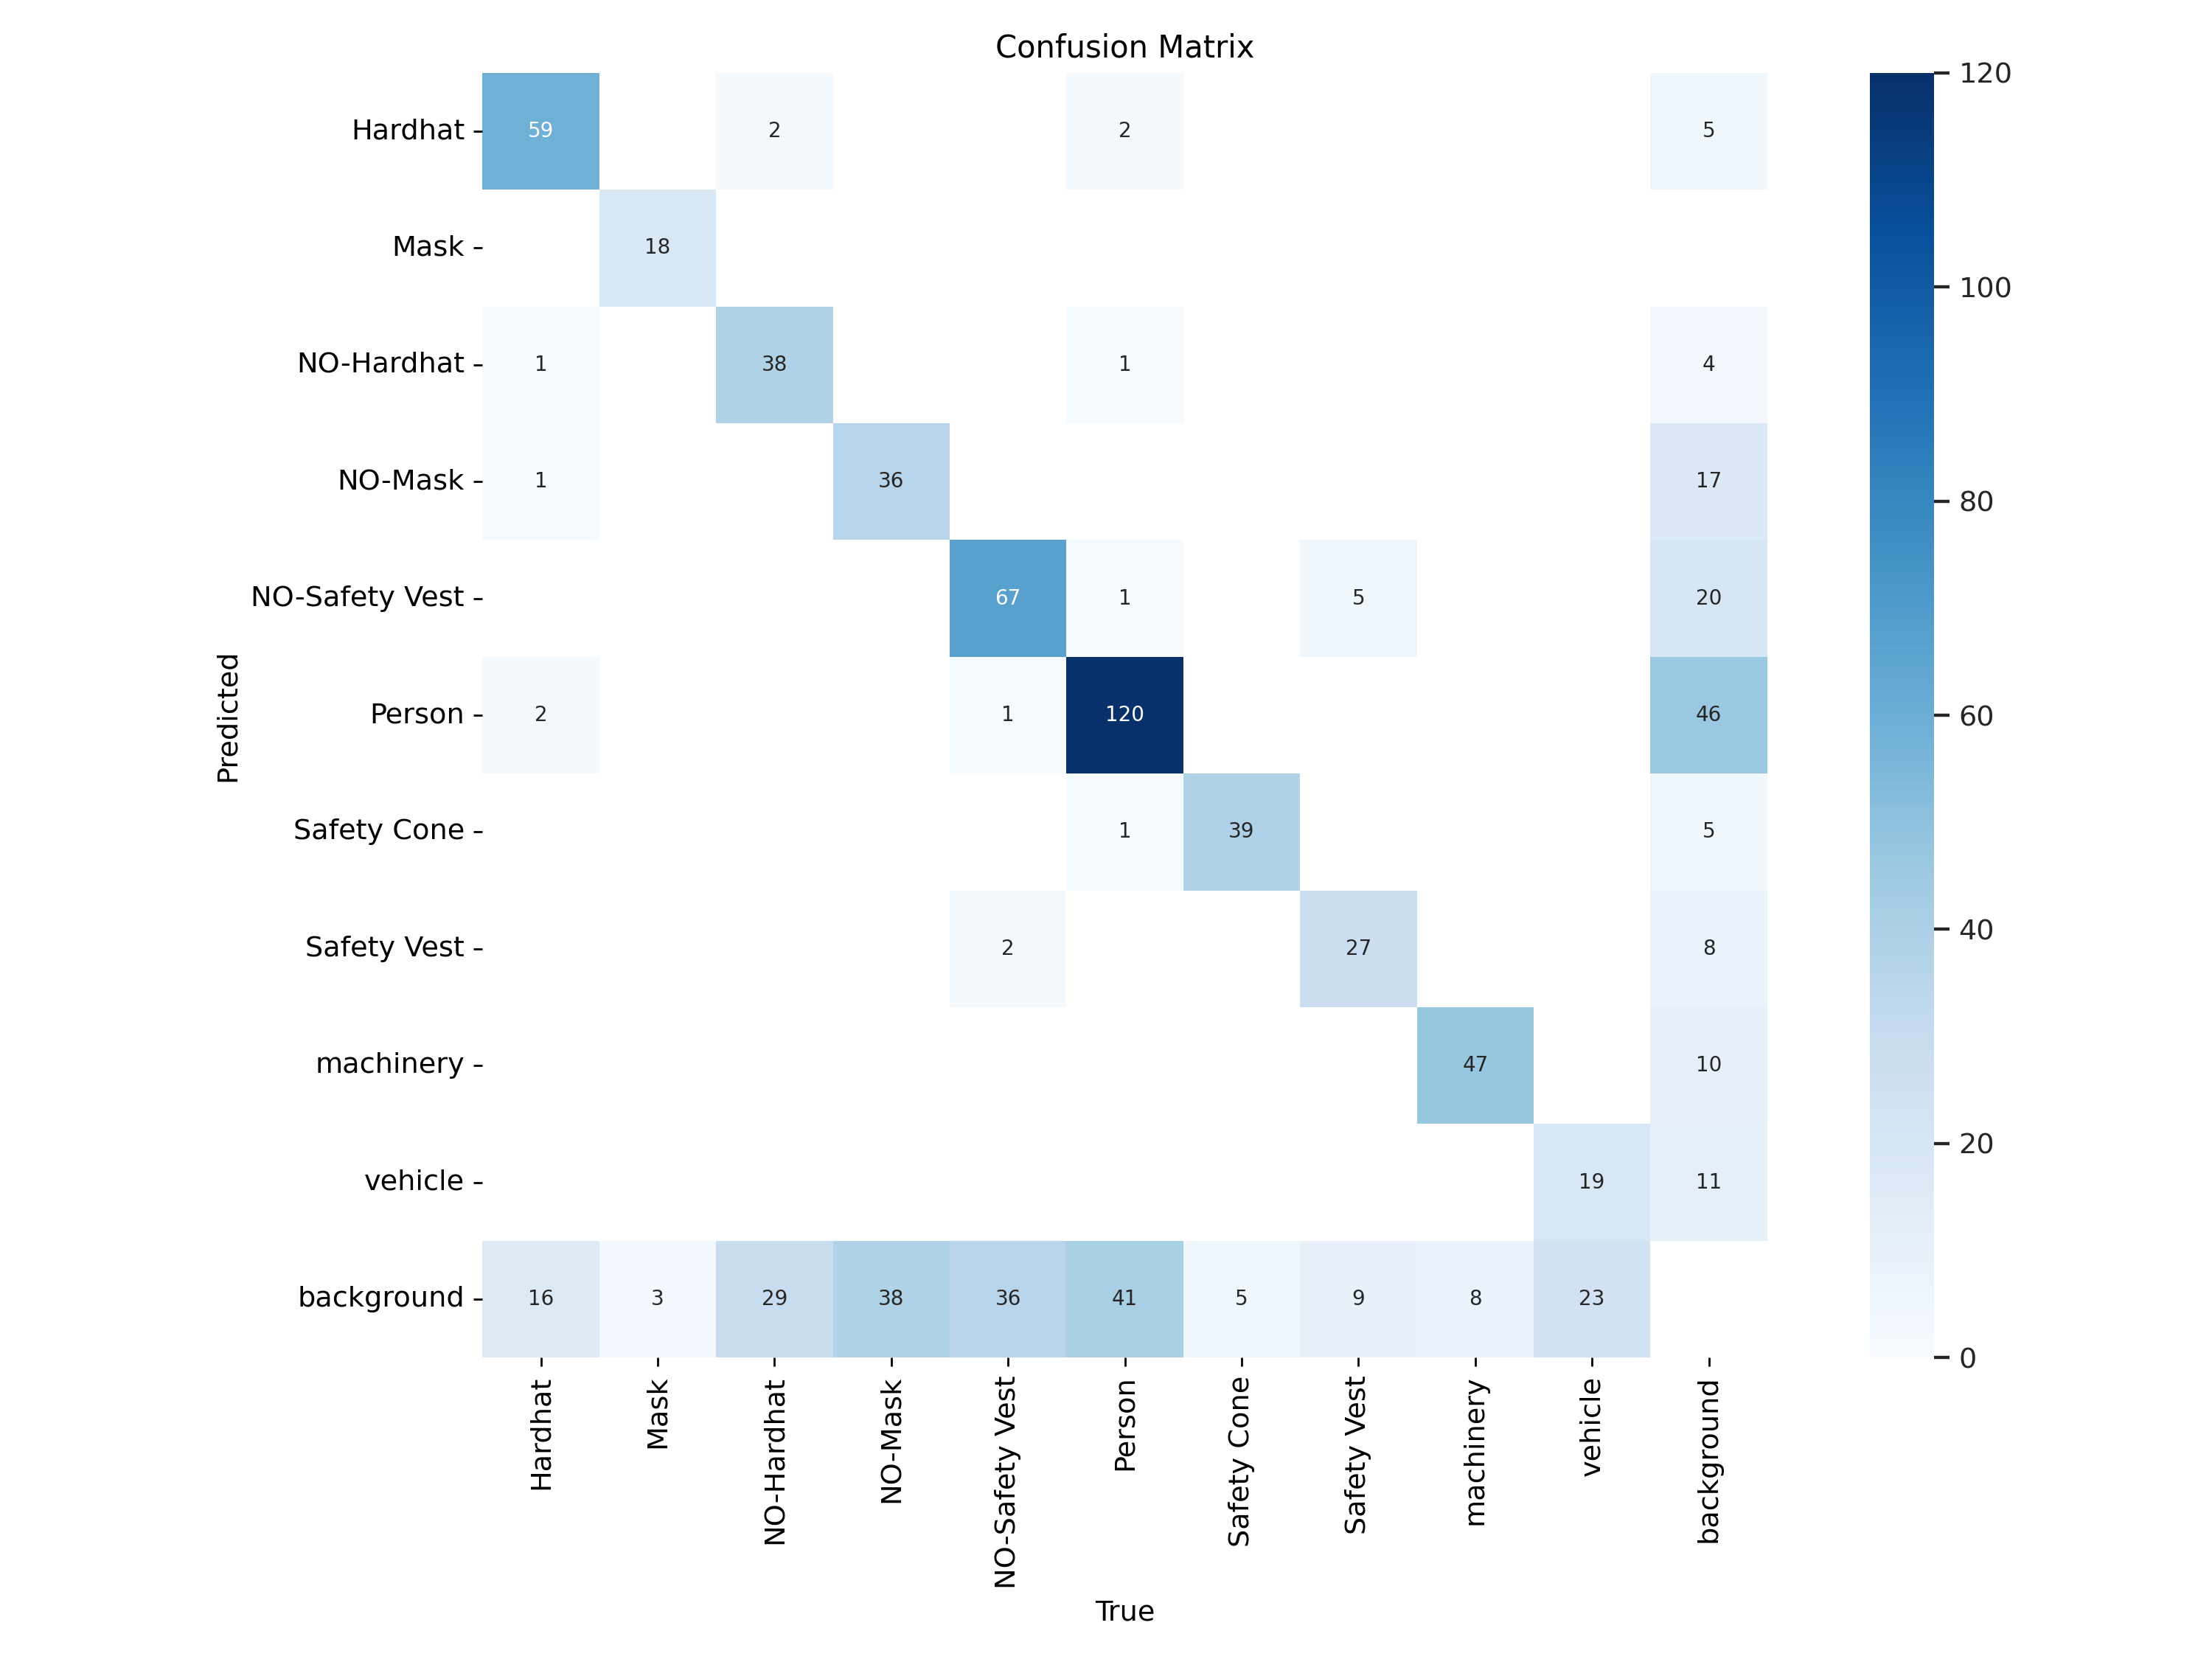 Confusion Matrix
Hardhat 59 2 2 5
Mask 18
NO-Hardhat 1 38 1 4
NO-Mask 1 36 17
NO-Safety Vest 67 1 5 20
Person 2 1 120 46
Safety Cone 1 39 5
Safety Vest 2 27 8
machinery 47 10
vehicle 19 11
background 16 3 29 38 36 41 5 9 8 23
Predicted
Hardhat
Mask
NO-Hardhat
NO-Mask
NO-Safety Vest
Person
Safety Cone
Safety Vest
machinery
vehicle
background
True
120
100
80
60
40
20
0